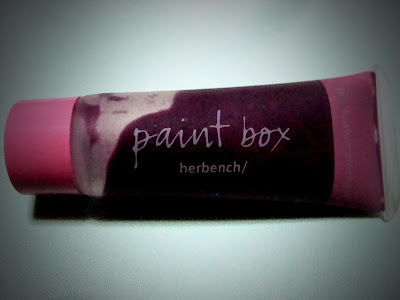 paint box
herbench/